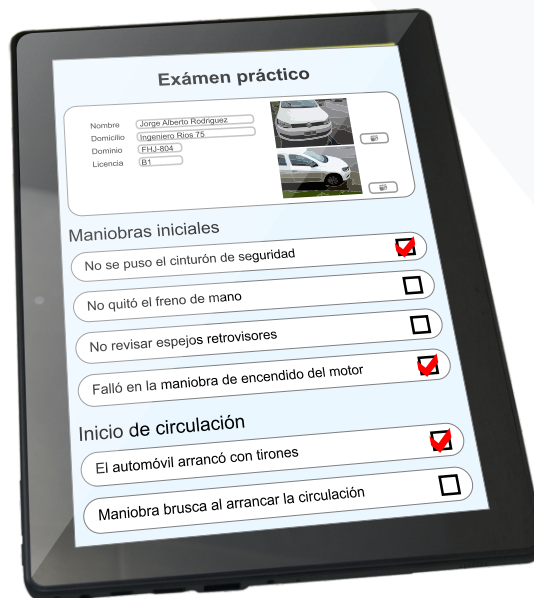 Exámen práctico
Nombre Jorge Alberto Rodriguez
Domicilio Ingeniero Rios 75
Dominio FHJ-804
Licencia B1
Maniobras iniciales
No se puso el cinturón de seguridad
No quitó el freno de mano
No revisar espejos retrovisores
Falló en la maniobra de encendido del motor
Inicio de circulación
El automóvil arrancó con tirones
Maniobra brusca al arrancar la circulación